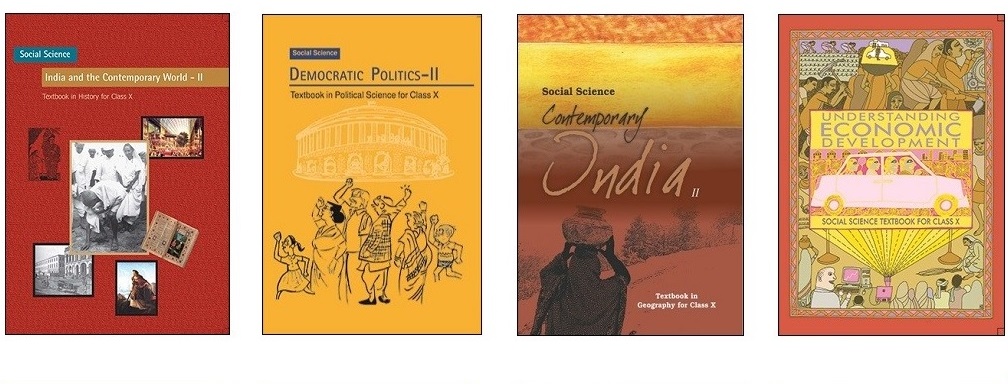 Social Science
India and the Contemporary World - II
Textbook in History for Class X
Social Science
DEMOCRATIC POLITICS-II
Textbook in Political Science for Class X
Social Science
Contemporary
India
II
Textbook in
Geography for Class X
UNDERSTANDING
ECONOMIC
DEVELOPMENT
SOCIAL SCIENCE TEXTBOOK FOR CLASS X